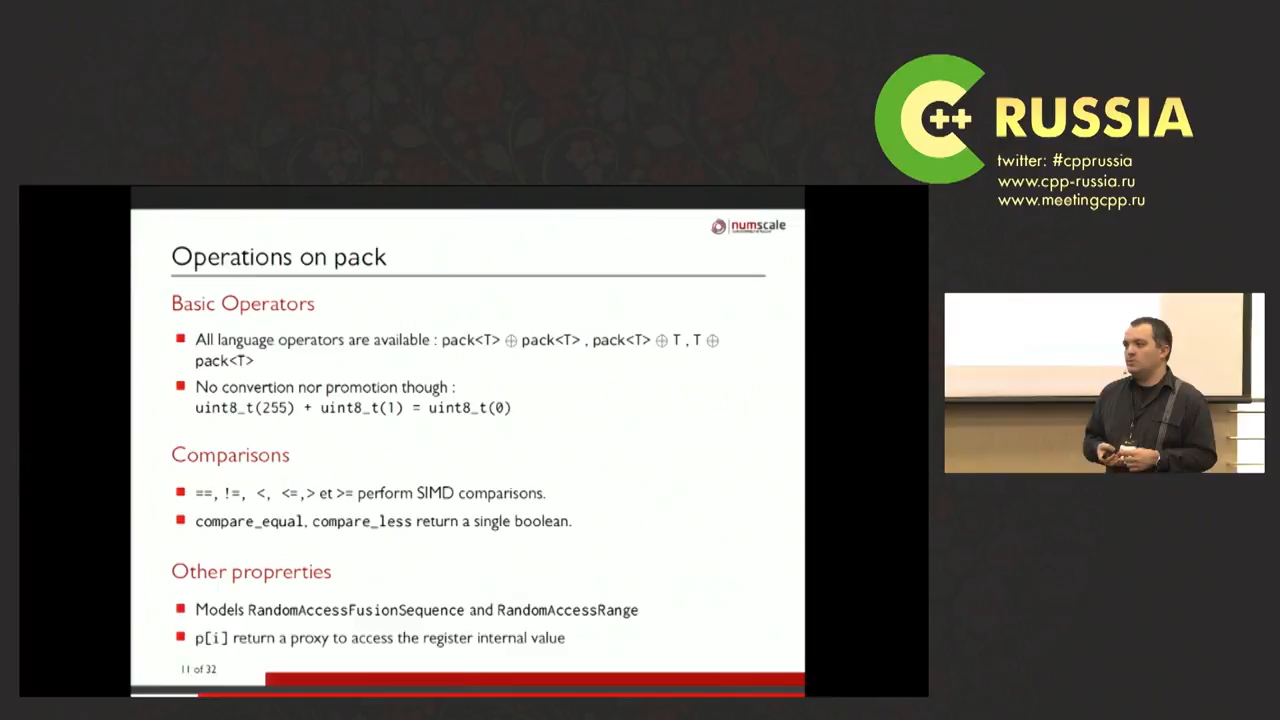 C++ RUSSIA
twitter: #cpprussia
www.cpp-russia.ru
www.meetingcpp.ru
numscale
Operations on pack
Basic Operators
All language operators are available : pack<T> ⊕ pack<T> , pack<T> ⊕ T , T ⊕
pack<T>
No convertion nor promotion though :
uint8_t(255) + uint8_t(1) = uint8_t(0)
Comparisons
==, !=, <, <=,> et >= perform SIMD comparisons.
compare_equal, compare_less return a single boolean.
Other proprerties
Models RandomAccessFusionSequence and RandomAccessRange
p[i] return a proxy to access the register internal value
11 of 32